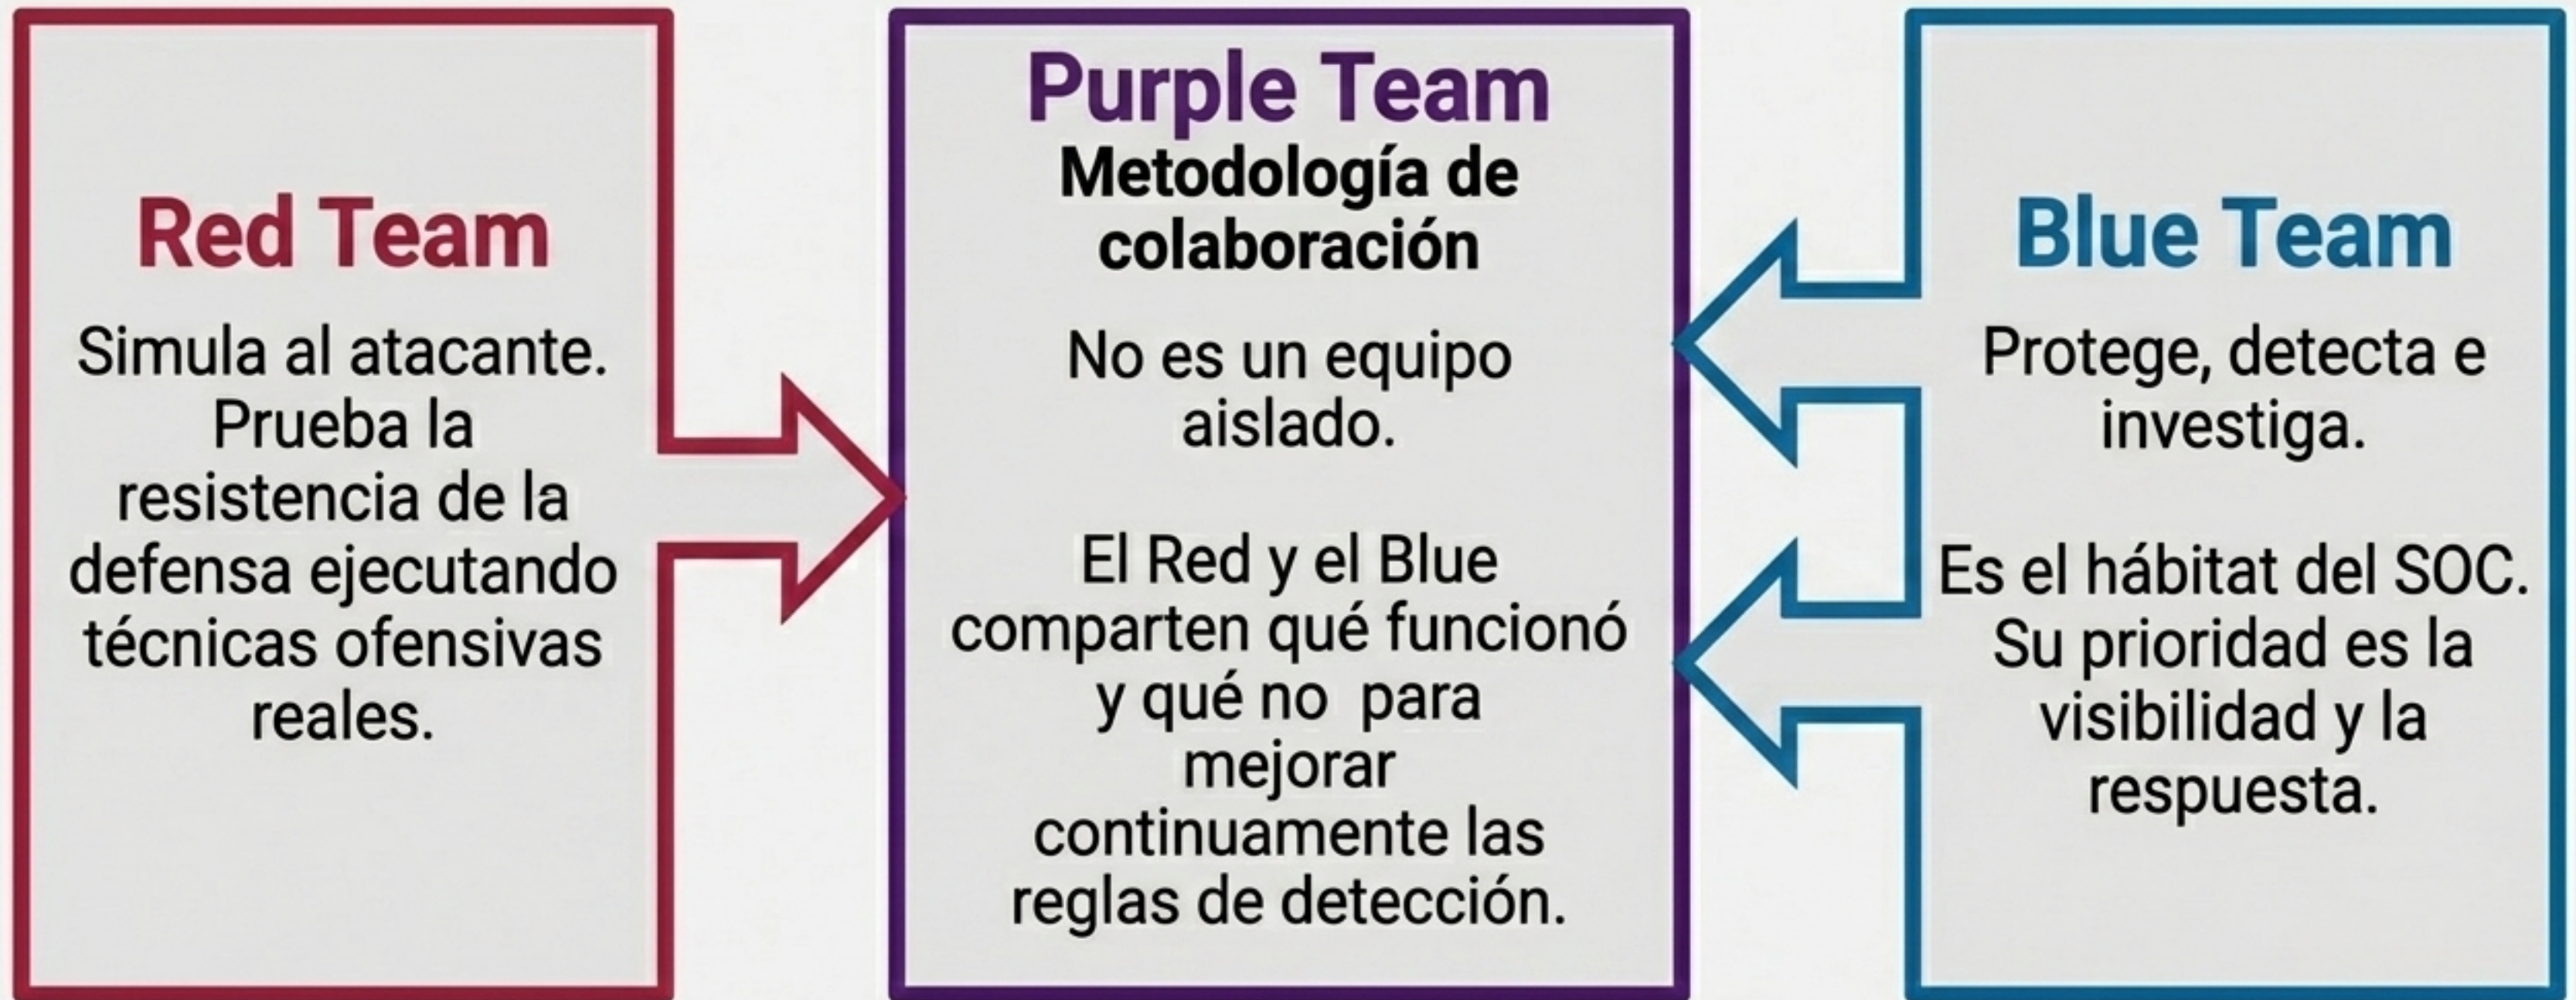 Red Team
Simula al atacante.
Prueba la
resistencia de la
defensa ejecutando
técnicas ofensivas
reales.
Purple Team
Metodología de
colaboración
No es un equipo
aislado.
El Red y el Blue
comparten qué funcionó
y qué no  para
mejorar
continuamente las
reglas de detección.
Blue Team
Protege, detecta e
investiga.
Es el hábitat del SOC.
Su prioridad es la
visibilidad y la
respuesta.